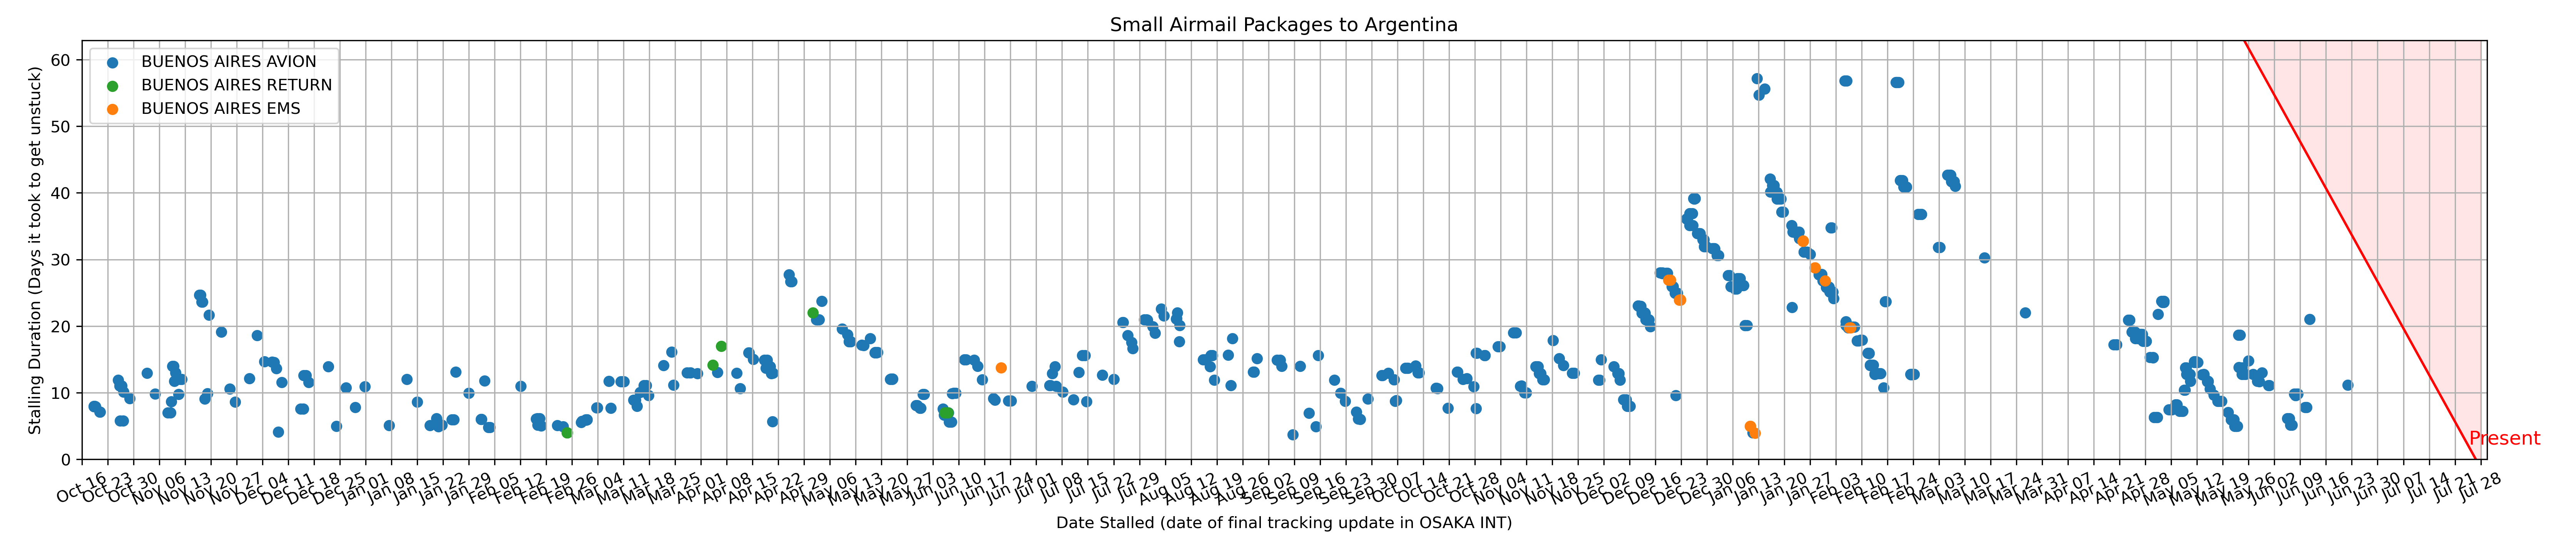 Small Airmail Packages to Argentina
BUENOS AIRES AVION
BUENOS AIRES RETURN
BUENOS AIRES EMS
Stalling Duration (Days it took to get unstuck)
60
50
40
30
20
10
0
Present
Oct 16 Oct 23 Oct 30 Nov 06 Nov 13 Nov 20 Nov 27 Dec 04 Dec 11 Dec 18 Dec 25 Jan 01 Jan 08 Jan 15 Jan 22 Jan 29 Feb 05 Feb 12 Feb 19 Feb 26 Mar 04 Mar 11 Mar 18 Mar 25 Apr 01 Apr 08 Apr 15 Apr 22 Apr 29 May 06 May 13 May 20 May 27 Jun 03 Jun 10 Jun 17 Jun 24 Jul 01 Jul 08 Jul 15 Jul 22 Jul 29 Aug 05 Aug 12 Aug 19 Aug 26 Sep 02 Sep 09 Sep 16 Sep 23 Sep 30 Oct 07 Oct 14 Oct 21 Oct 28 Nov 04 Nov 11 Nov 18 Nov 25 Dec 02 Dec 09 Dec 16 Dec 23 Dec 30 Jan 06 Jan 13 Jan 20 Jan 27 Feb 03 Feb 10 Feb 17 Feb 24 Mar 03 Mar 10 Mar 17 Mar 24 Mar 31 Apr 07 Apr 14 Apr 21 Apr 28 May 05 May 12 May 19 May 26 Jun 02 Jun 09 Jun 16 Jun 23 Jun 30 Jul 07 Jul 14 Jul 21 Jul 28
Date Stalled (date of final tracking update in OSAKA INT)